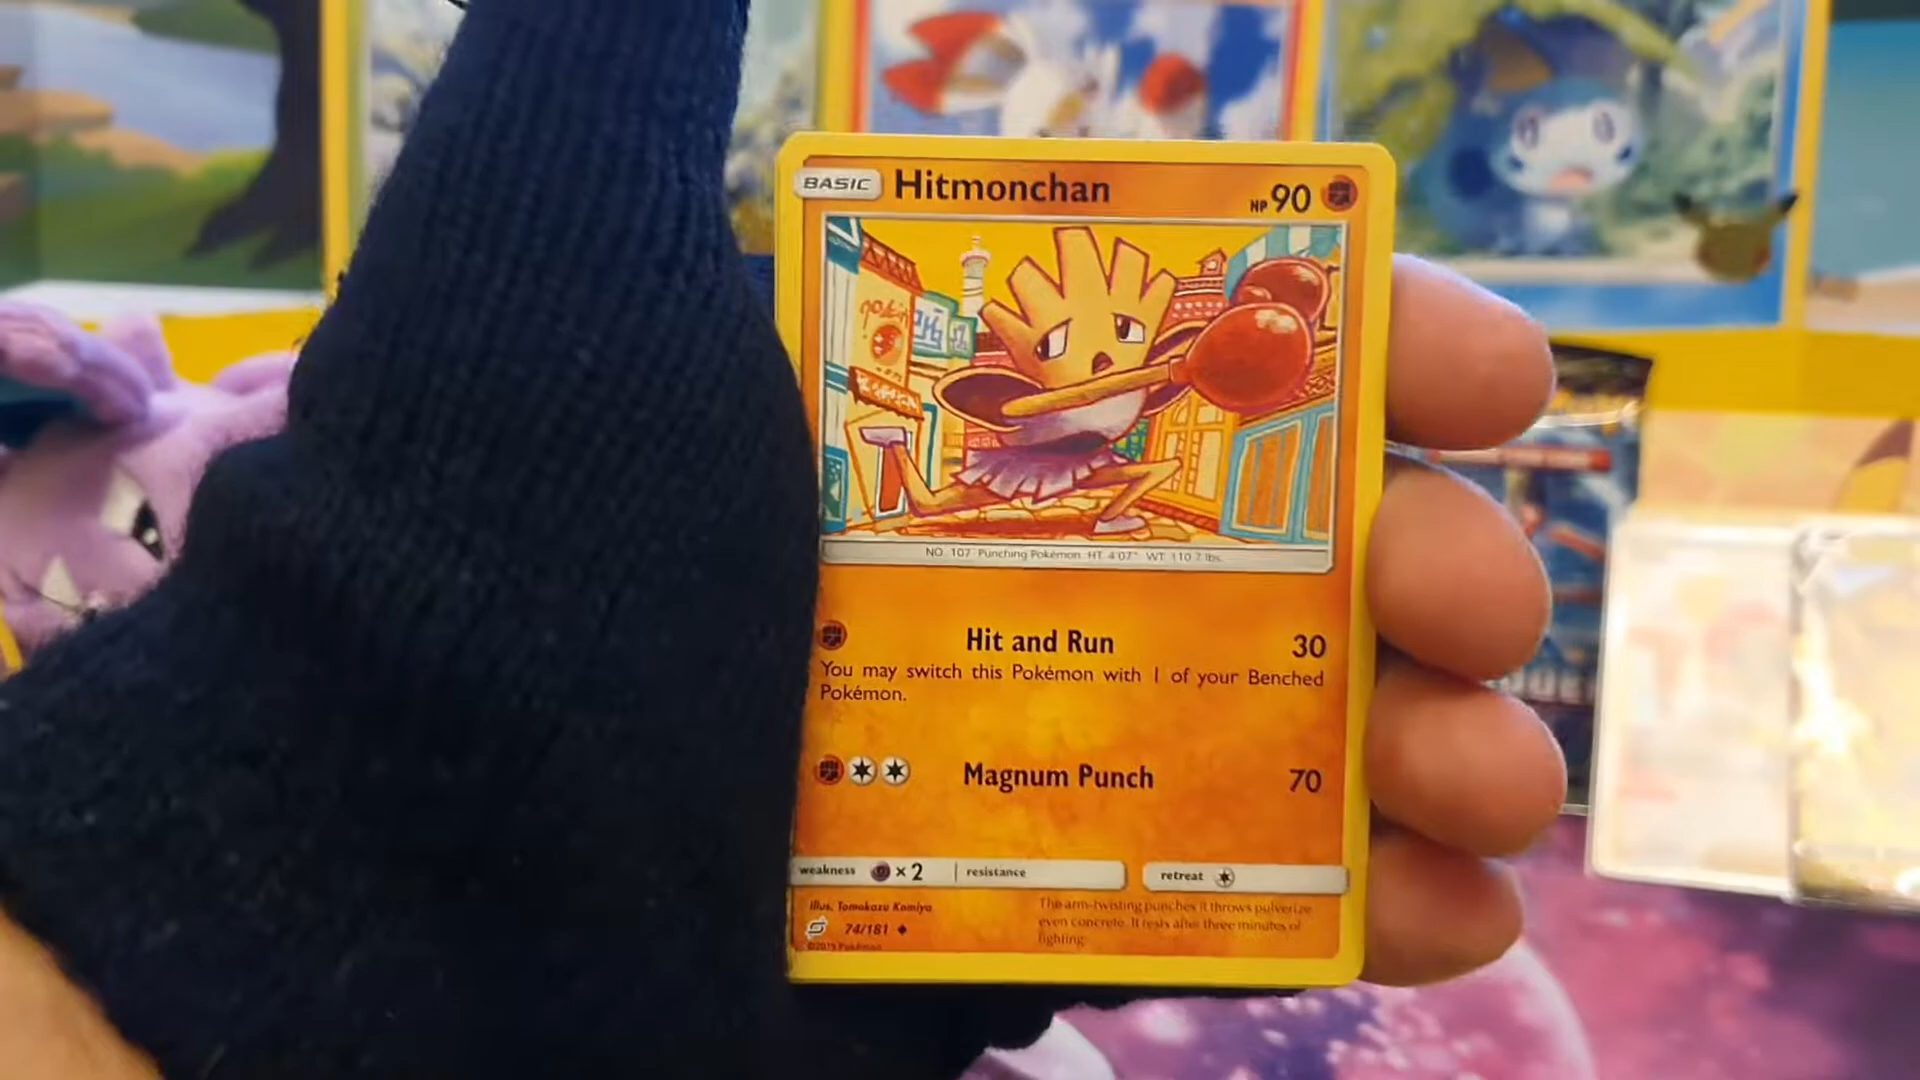 BASIC Hitmonchan HP 90
NO. 107 Punching Pokémon HT 4'07" WT 110.7 lbs.
Hit and Run 30
You may switch this Pokémon with 1 of your Benched
Pokémon.
Magnum Punch 70
weakness ×2 resistance retreat
Illus. Tomokazu Komiya
74/181
©2019 Pokémon
The arm-twisting punches it throws pulverize
even concrete. It rests after three minutes of
fighting.